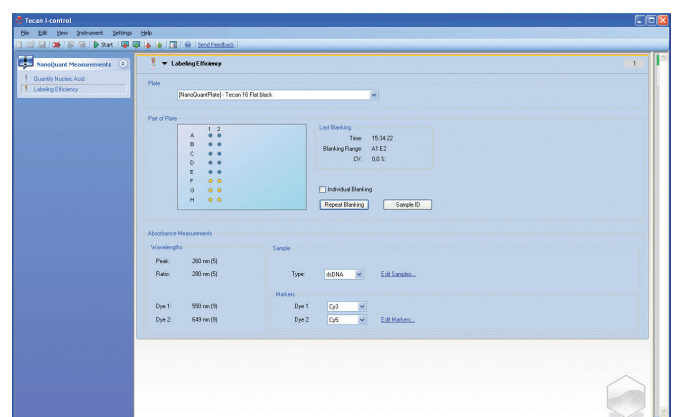 Tecan i-control
File Edit View Instrument Settings Help
Start Send Feedback
NanoQuant Measurements
Quantify Nucleic Acid
Labeling Efficiency
Labeling Efficiency 1
Plate
[NanoQuantPlate] - Tecan 16 Flat black
Part of Plate
1 2
A
B
C
D
E
F
G
H
Last Blanking
Time: 15:34:22
Blanking Range: A1:E2
CV: 0,0 %
Individual Blanking
Repeat Blanking Sample ID
Absorbance Measurements
Wavelengths
Peak: 260 nm (5)
Ratio: 280 nm (5)
Dye 1: 550 nm (9)
Dye 2: 649 nm (9)
Sample
Type: dsDNA Edit Samples...
Markers
Dye 1 Cy3
Dye 2 Cy5 Edit Markers...